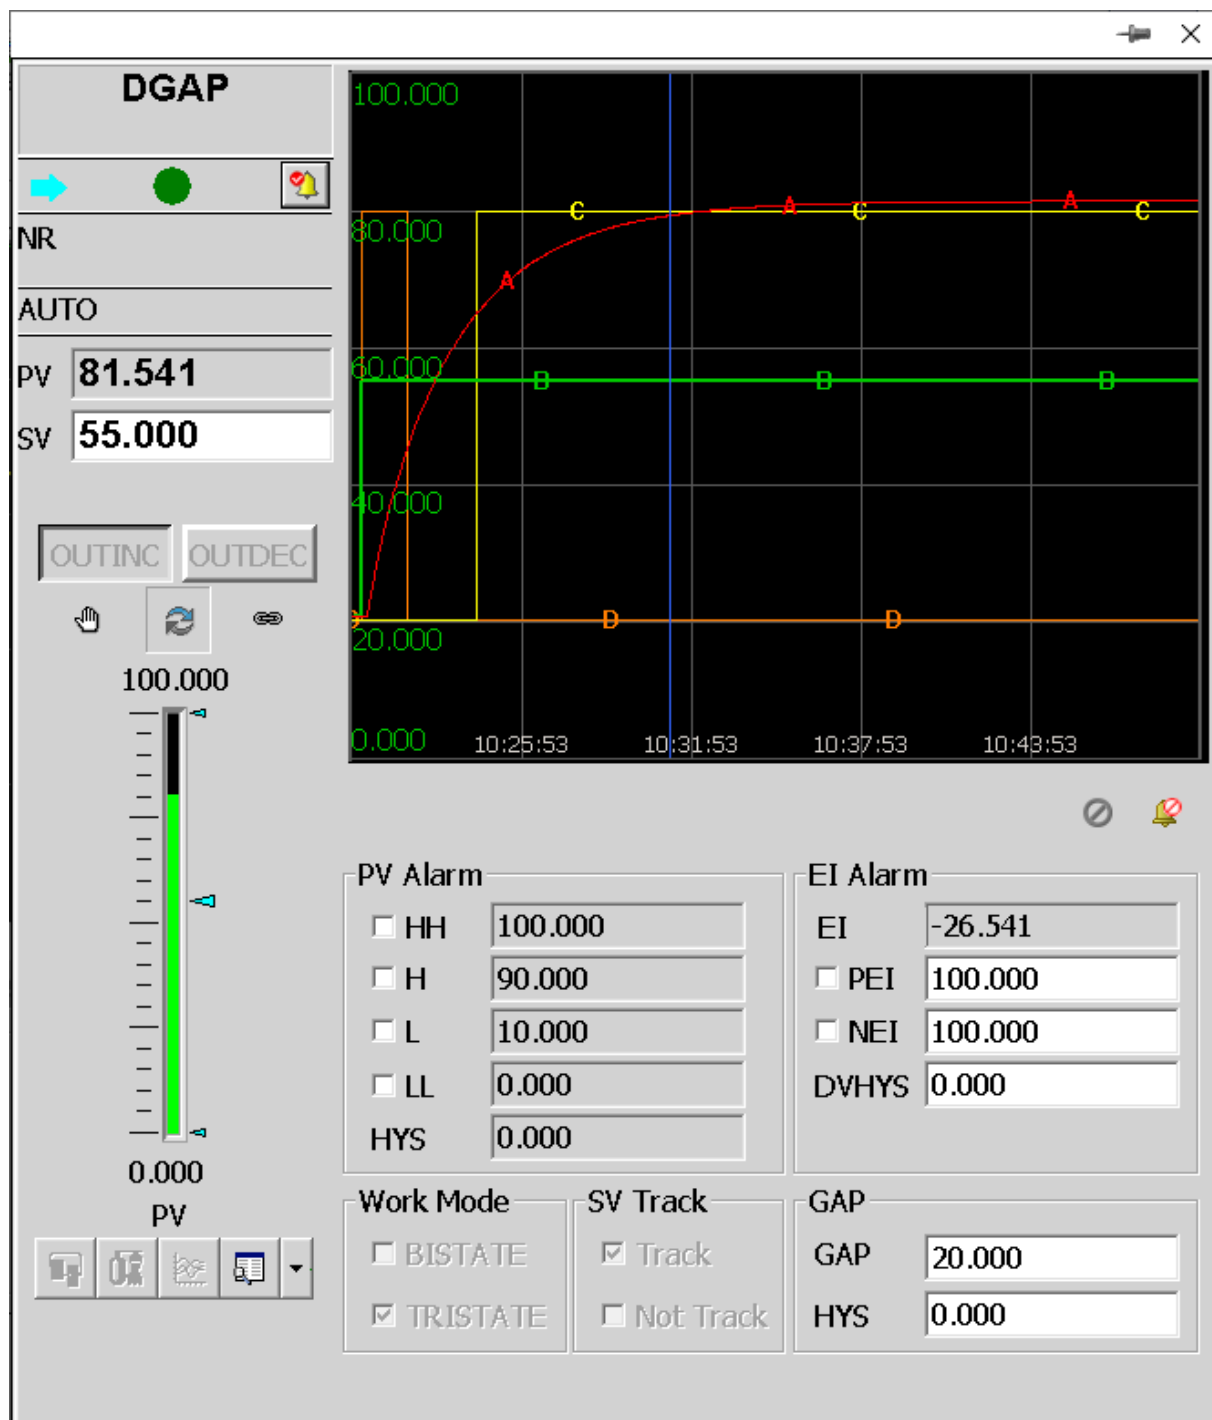 DGAP
NR
AUTO
PV 81.541
SV 55.000
OUTINC OUTDEC
100.000
0.000
PV
100.000
80.000
60.000
40.000
20.000
0.000
A A A
C C C
B B B
D D
10:25:53 10:31:53 10:37:53 10:43:53
PV Alarm
HH 100.000
H 90.000
L 10.000
LL 0.000
HYS 0.000
EI Alarm
EI -26.541
PEI 100.000
NEI 100.000
DVHYS 0.000
Work Mode
BISTATE
TRISTATE
SV Track
Track
Not Track
GAP
GAP 20.000
HYS 0.000